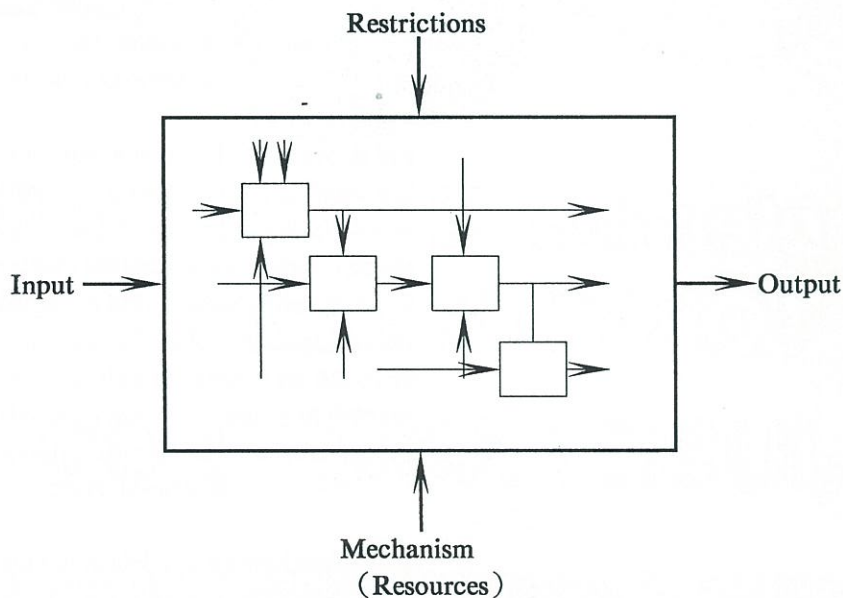 Restrictions
Input
Output
Mechanism
（Resources）